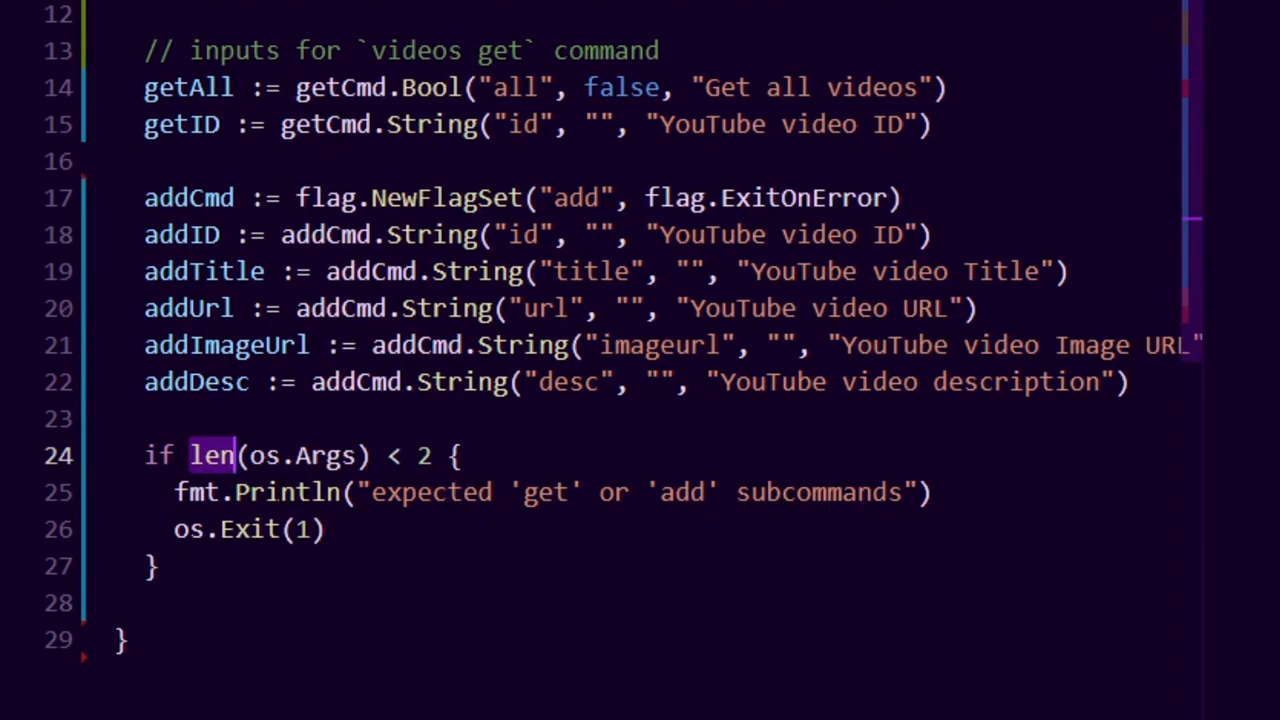 12
13 // inputs for `videos get` command
14 getAll := getCmd.Bool("all", false, "Get all videos")
15 getID := getCmd.String("id", "", "YouTube video ID")
16
17 addCmd := flag.NewFlagSet("add", flag.ExitOnError)
18 addID := addCmd.String("id", "", "YouTube video ID")
19 addTitle := addCmd.String("title", "", "YouTube video Title")
20 addUrl := addCmd.String("url", "", "YouTube video URL")
21 addImageUrl := addCmd.String("imageurl", "", "YouTube video Image URL"
22 addDesc := addCmd.String("desc", "", "YouTube video description")
23
24 if len(os.Args) < 2 {
25 fmt.Println("expected 'get' or 'add' subcommands")
26 os.Exit(1)
27 }
28
29 }